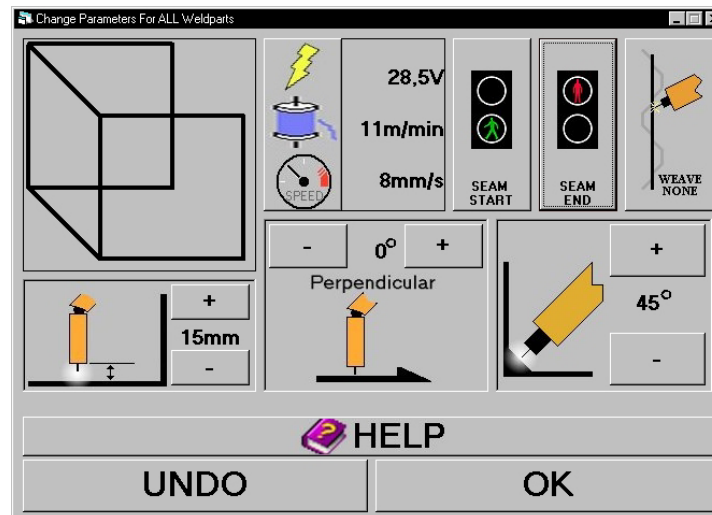 Change Parameters For ALL Weldparts
28,5V
11m/min
8mm/s
SPEED
SEAM
START
SEAM
END
WEAVE
NONE
- 0° +
Perpendicular
+
15mm
-
+
45°
-
? HELP
UNDO
OK